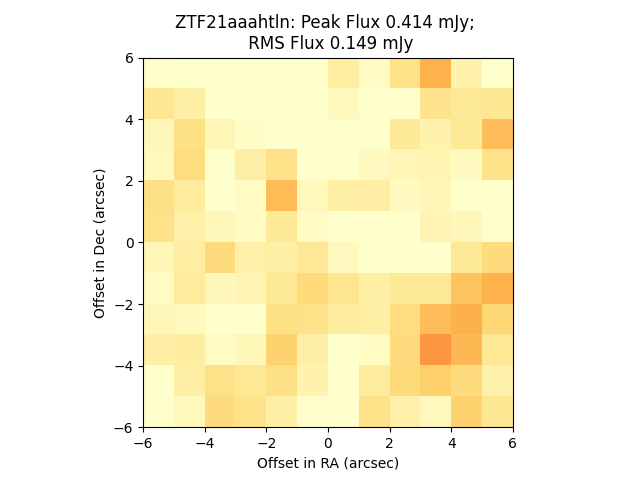 ZTF21aaahtln: Peak Flux 0.414 mJy;
RMS Flux 0.149 mJy
6
4
2
0
−2
−4
−6
Offset in Dec (arcsec)
−6 −4 −2 0 2 4 6
Offset in RA (arcsec)